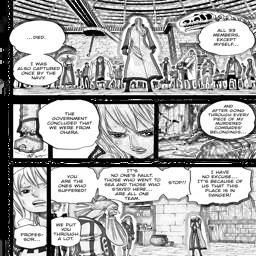 ALL 33
MEMBERS,
EXCEPT
MYSELF...
...DIED.
I WAS
ALSO CAPTURED
ONCE BY THE
NAVY.
AND
AFTER GOING
THROUGH EVERY
PIECE OF MY
MURDERED
COMRADES'
BELONGINGS...
THE
GOVERNMENT
CONCLUDED THAT
WE WERE FROM
OHARA.
I HAVE
NO EXCUSE...
IT'S BECAUSE OF
US THAT THIS
PLACE IS IN
DANGER!
STOP!!
IT'S
NO ONE'S FAULT.
THOSE WHO WENT TO
SEA AND THOSE WHO
STAYED HERE...
ARE ALL
ONE
TEAM.
YOU
ARE THE
ONES WHO
SUFFERED!
WE PUT
YOU
THROUGH
A LOT.
PROFES-
SOR...